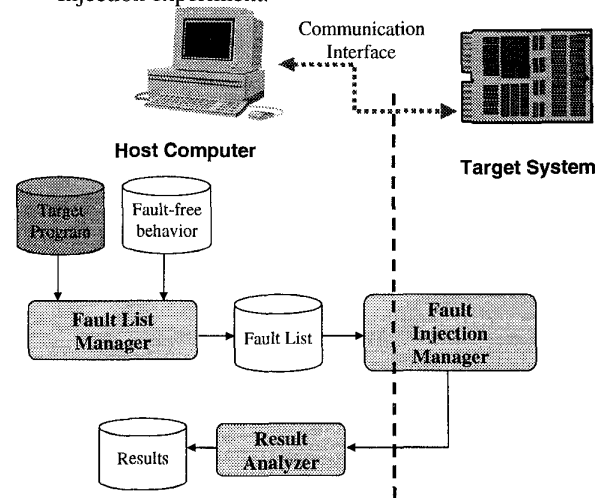 injection experiment.
Communication
Interface
Host Computer
Target System
Target
Program
Fault-free
behavior
Fault List
Manager
Fault List
Fault
Injection
Manager
Results
Result
Analyzer